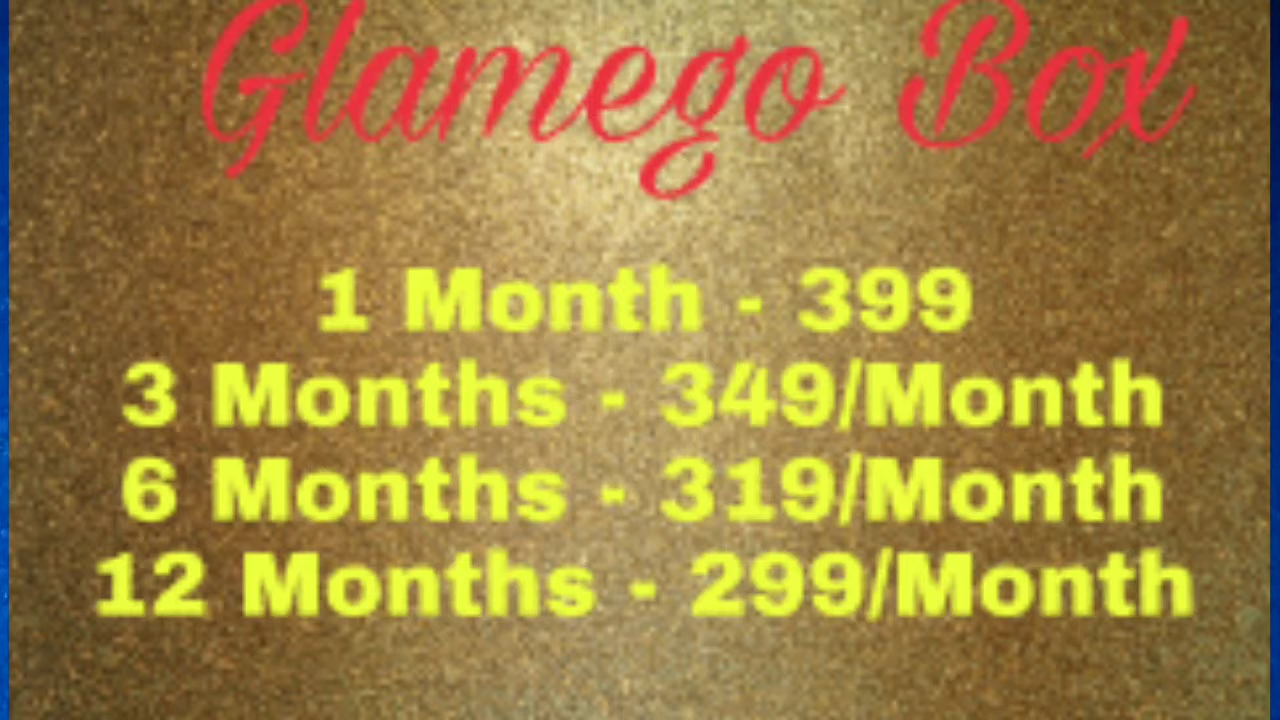 Glamego Box
1 Month - 399
3 Months - 349/Month
6 Months - 319/Month
12 Months - 299/Month